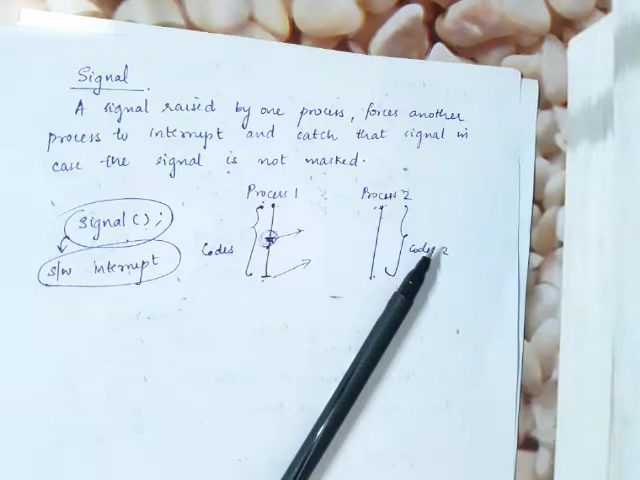 Signal
A signal raised by one process, forces another
process to interrupt and catch that signal in
case the signal is not masked.
Process 1 Process 2
Signal();
Codes
s/w interrupt
Codes 2